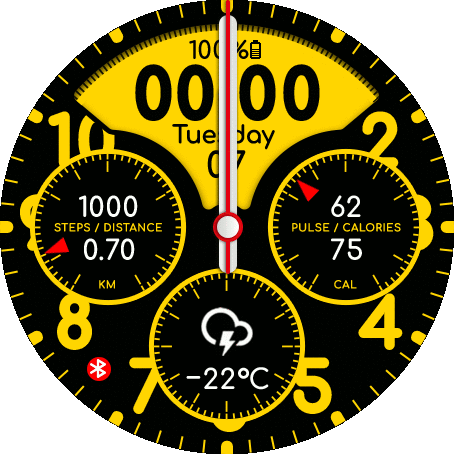 100%
00 00
Tuesday
07
10
2
1000
STEPS / DISTANCE
0.70
KM
62
PULSE / CALORIES
75
CAL
8
4
-22°C
7
5